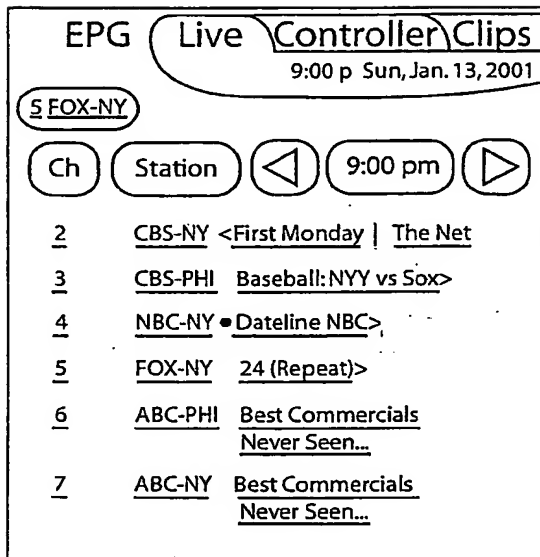 EPG Live Controller Clips
9:00 p Sun, Jan. 13, 2001
5 FOX-NY
Ch Station 9:00 pm
2 CBS-NY <First Monday | The Net
3 CBS-PHI Baseball: NYY vs Sox>
4 NBC-NY • Dateline NBC>
5 FOX-NY 24 (Repeat)>
6 ABC-PHI Best Commercials
Never Seen...
7 ABC-NY Best Commercials
Never Seen...